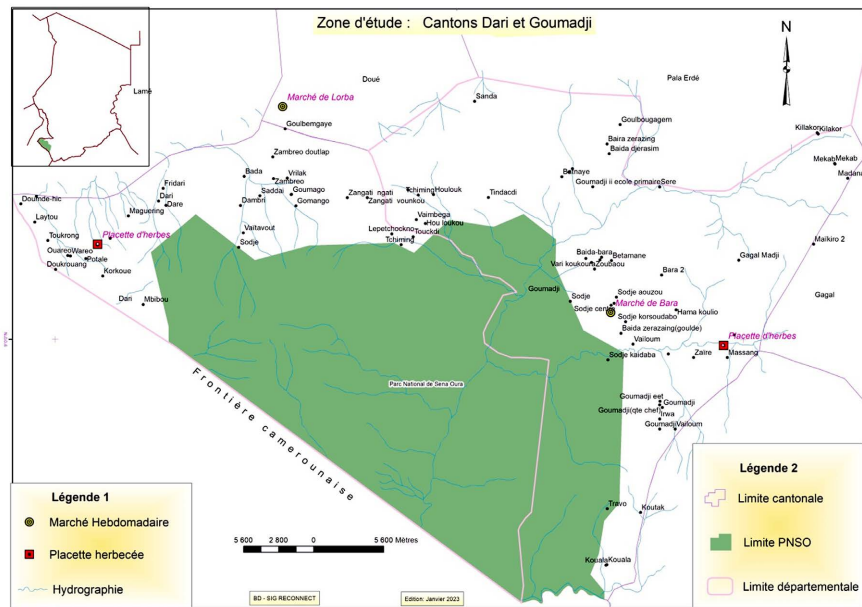 Zone d'étude : Cantons Dari et Goumadji
N
Lamé
Doué
Pala Erdé
Marché de Lorba
Sanda
Goulbemgaye
Goulbougagem
Killakon
Kilakor
Baira zerazing
Baida djerasim
Zambreo doutlap
Mekab
Mekab
Madana
Bada
Vrilak
Zambreo
Fridari
Dari
Dare
Saddai
Goumago
Dambri
Gomango
Zangati
ngati
Zangati vounkou
Tchiming
Houlouk
Tindacdi
Goumadji ii ecole primaire
Sere
Douinde-hic
Laytou
Maguering
Placette d'herbes
Toukrong
Vaimbega
Hou loukou
Lepetchockno
Touckdi
Tchiming
Vaitavout
Sodje
Ouareo
Wareo
Potale
Doukrouang
Korkoue
Dari
Mbibou
Baida-bara
Betamane
Vari koukoura
Zoubaou
Bara 2
Gagal Madji
Malkiro 2
Gagal
Goumadji
Sodje
Sodje aouzou
Sodje centre
Marché de Bara
Hama koulio
Sodje korsoudabo
Baida zerazaing(goulde)
Vailoum
Placette d'herbes
Zaïre
Massang
Sodje kaidaba
Parc National de Sena Oura
Goumadji eet
Goumadji
Goumadji(qte chef)
Irwa
Goumadji
Vailoum
Frontière camerounaise
Travo
Koutak
Kouala
Kouala
Légende 1
Marché Hebdomadaire
Placette herbecée
Hydrographie
5 600 2 800 0 5 600 Mètres
BD - SIG RECONNECT
Edition: Janvier 2023
Légende 2
Limite cantonale
Limite PNSO
Limite départementale